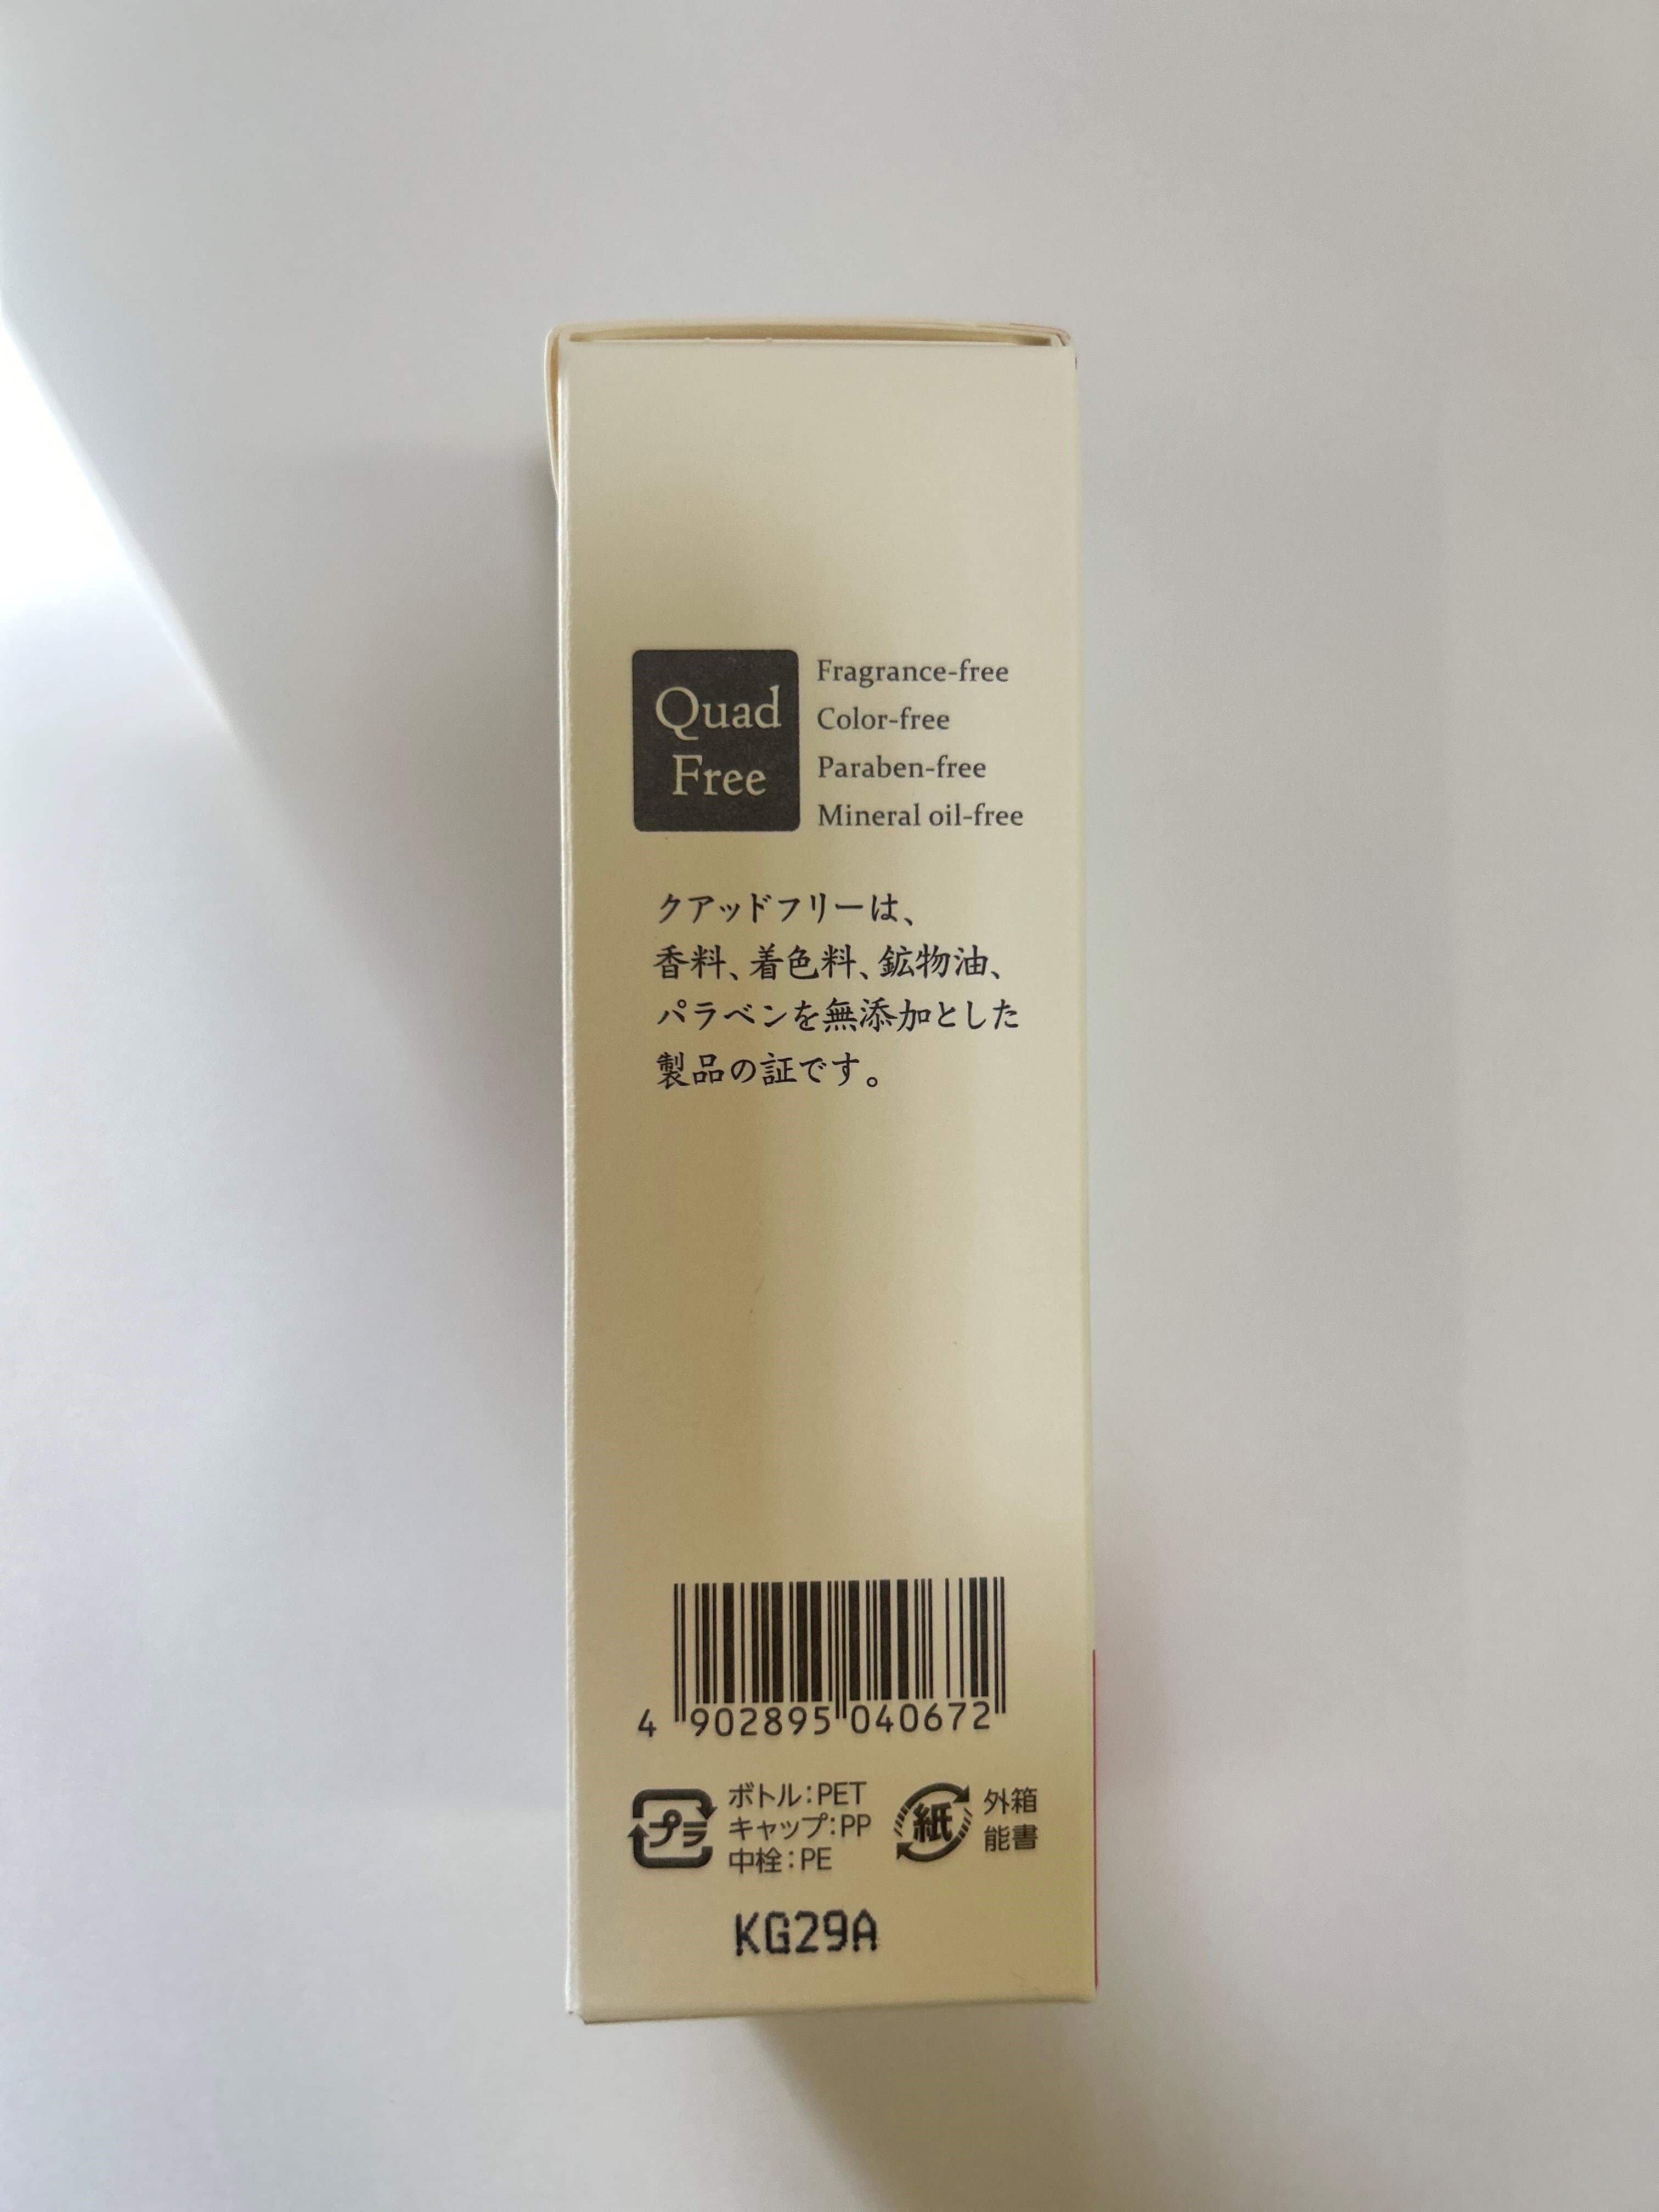 Quad
Free
Fragrance-free
Color-free
Paraben-free
Mineral oil-free
クアッドフリーは、
香料、着色料、鉱物油、
パラベンを無添加とした
製品の証です。
4 902895 040672
プラ
ボトル:PET
キャップ:PP
中栓:PE
紙
外箱
能書
KG29A